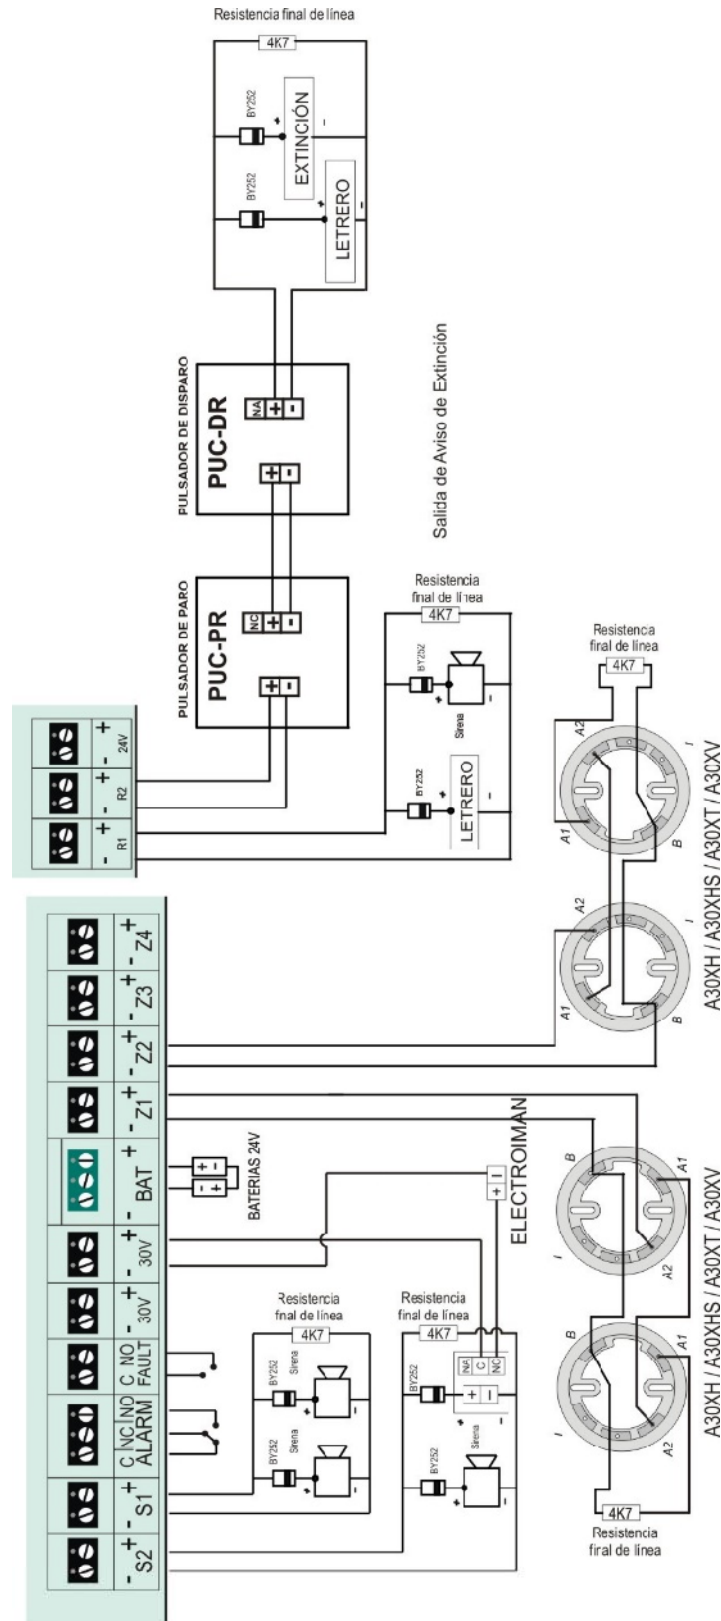 Resistencia final de línea
4K7
BY252
+
-
EXTINCIÓN
BY252
+
-
LETRERO
PULSADOR DE DISPARO
PUC-DR
NA
+
-
+
-
Salida de Aviso de Extinción
PULSADOR DE PARO
PUC-PR
NC
+
-
+
-
Resistencia
final de línea
4K7
BY252
+
-
Sirena
BY252
+
-
LETRERO
- + 24V
- + R2
- + R1
Resistencia
final de línea
4K7
A2
A1
I
B
A2
A1
I
B
A30XH / A30XHS / A30XT / A30XV
- Z4 +
- Z3 +
- Z2 +
- Z1 +
- BAT +
- 30V +
- 30V +
C NO
FAULT
C NC NO
ALARM
- S1 +
- S2 +
+ -
- +
BATERIAS 24V
+ -
ELECTROIMAN
Resistencia
fnal de línea
4K7
BY252
Sirena
+
-
BY252
Sirena
+
-
Resistencia
final de línea
4K7
BY252
NA
C
NC
+ -
+
-
BY252
Sirena
+
-
B
A1
I
A2
B
A1
I
A2
4K7
Resistencia
firal de línea
A30XH / A30XHS / A30XT / A30XV